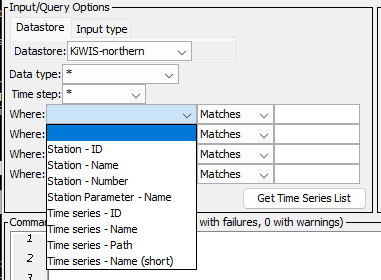 Input/Query Options
Datastore Input type
Datastore: KiWIS-northern
Data type: *
Time step: *
Where: Matches
Where: Matches
Station - ID
Station - Name
Where: Matches
Station - Number
Where: Matches
Station Parameter - Name
Get Time Series List
Time series - ID
Time series - Name
Comma with failures, 0 with warnings)
1
Time series - Path
2
Time series - Name (short)
3